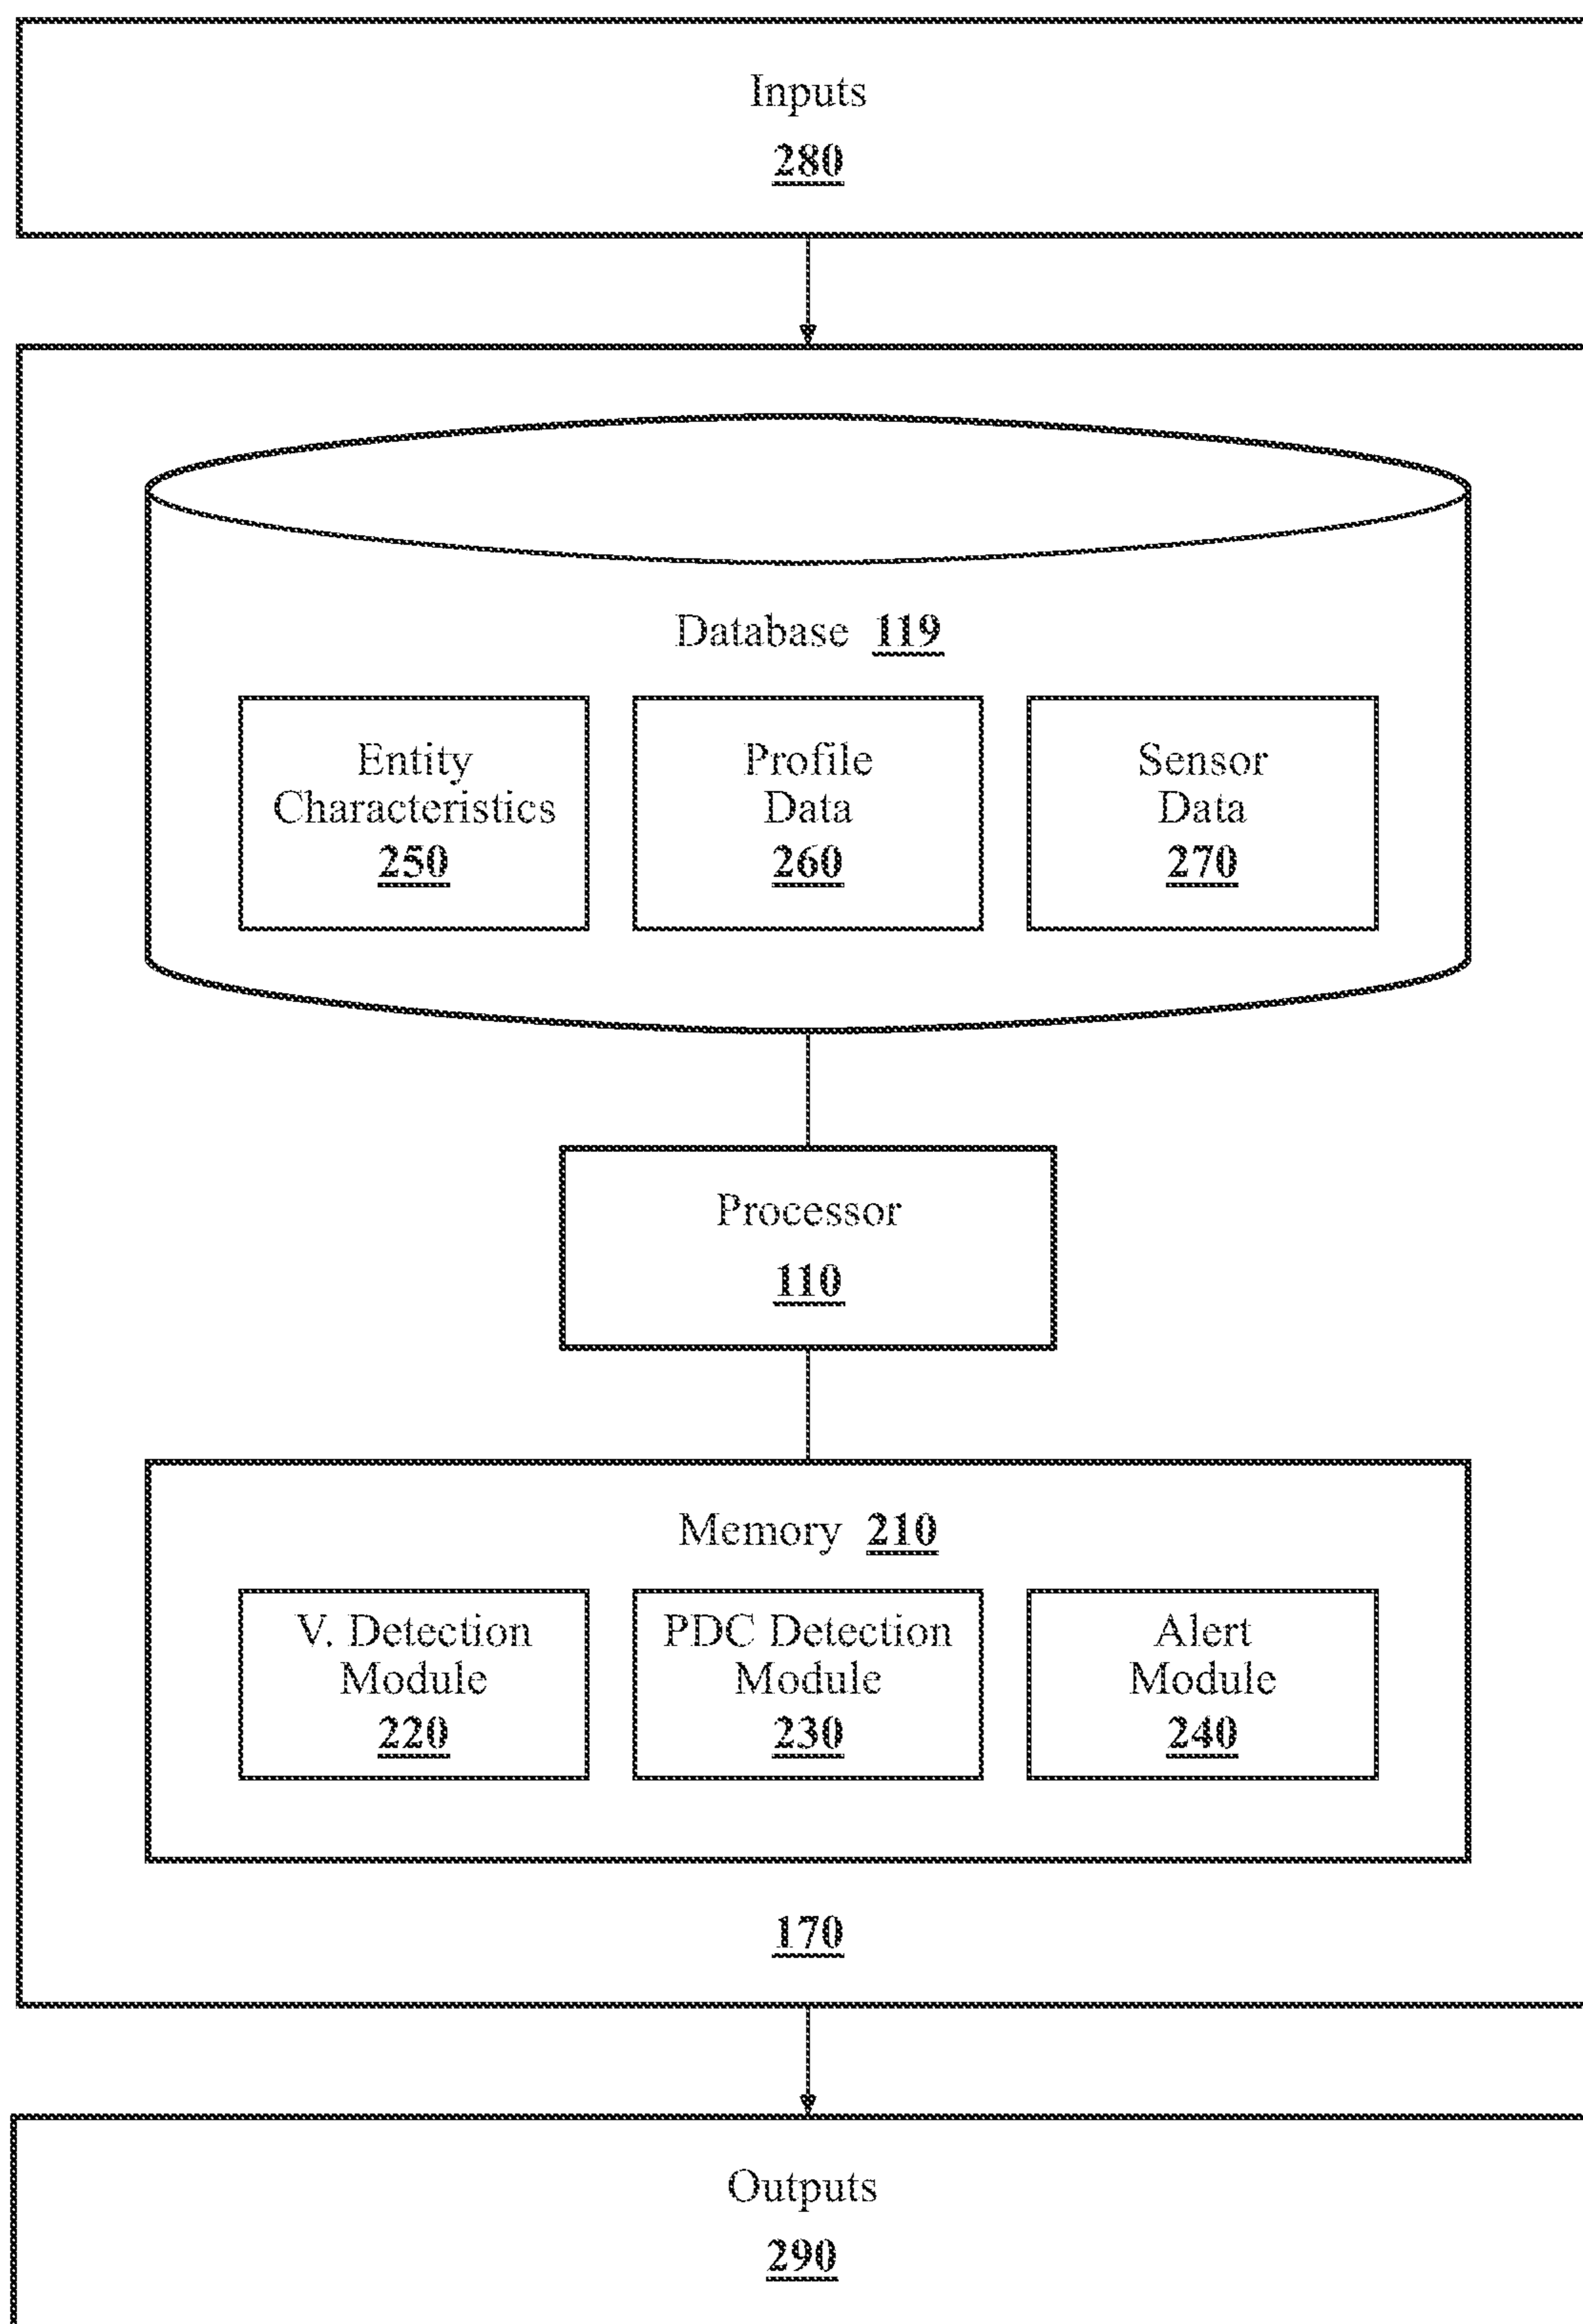 Inputs
280
Database 119
Entity
Characteristics
250
Profile
Data
260
Sensor
Data
270
Processor
110
Memory 210
V. Detection
Module
220
PDC Detection
Module
230
Alert
Module
240
170
Outputs
290